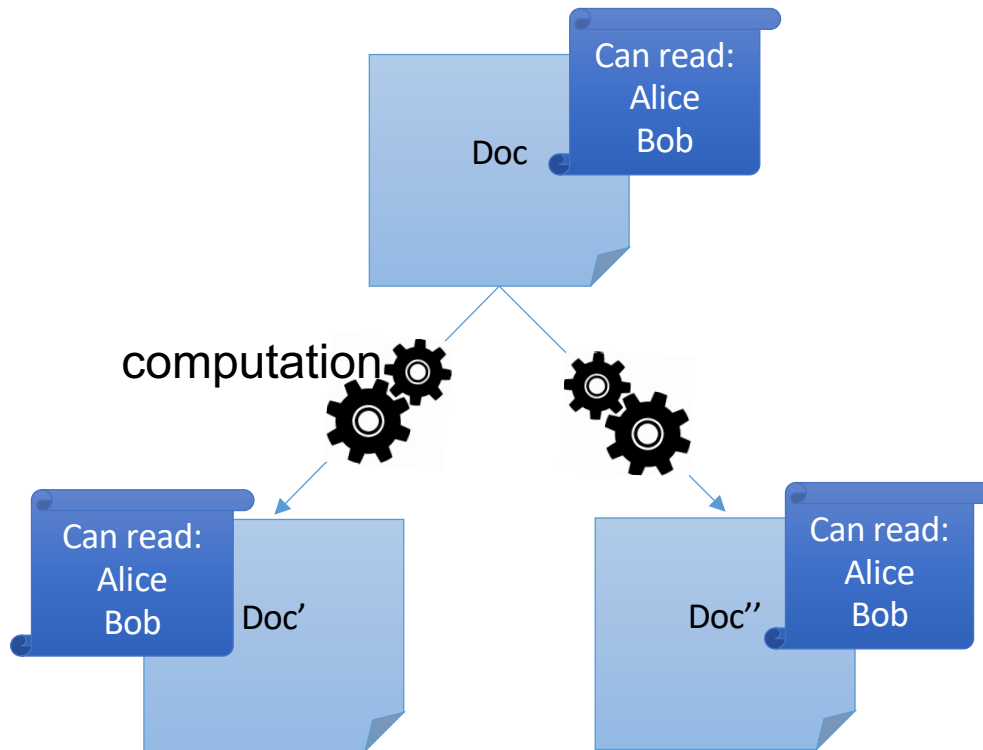 Can read:
Alice
Bob
Doc
computation
Can read:
Alice
Bob
Doc’
Can read:
Alice
Bob
Doc’’